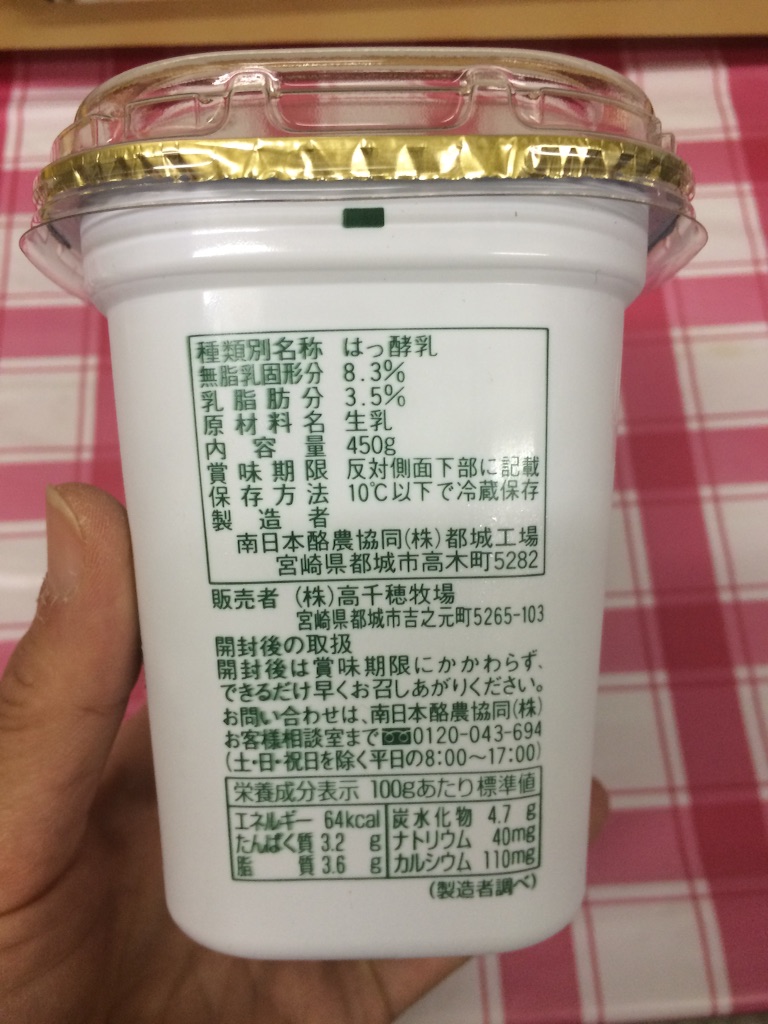 種類別名称 はっ酵乳
無脂乳固形分 8.3%
乳脂肪分 3.5%
原材料名 生乳
内容量 450g
賞味期限 反対側面下部に記載
保存方法 10℃以下で冷蔵保存
製造者
南日本酪農協同(株)都城工場
宮崎県都城市高木町5282
販売者 (株)高千穂牧場
宮崎県都城市吉之元町5265-103
開封後の取扱
開封後は賞味期限にかかわらず、
できるだけ早くお召しあがりください。
お問い合わせは、南日本酪農協同(株)
お客様相談室まで 0120-043-694
(土・日・祝日を除く平日の8:00～17:00)
栄養成分表示 100gあたり標準値
エネルギー 64kcal 炭水化物 4.7 g
たんぱく質 3.2 g ナトリウム 40mg
脂質 3.6 g カルシウム 110mg
(製造者調べ)